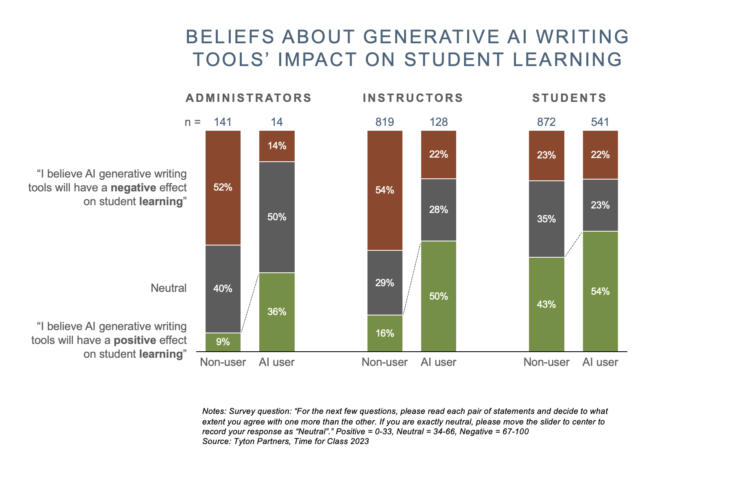 BELIEFS ABOUT GENERATIVE AI WRITING
TOOLS' IMPACT ON STUDENT LEARNING
ADMINISTRATORS
INSTRUCTORS
STUDENTS
n = 141 14
819 128
872 541
"I believe AI generative writing
tools will have a negative effect
on student learning"
Neutral
"I believe AI generative writing
tools will have a positive effect
on student learning"
52%
40%
9%
14%
50%
36%
54%
29%
16%
22%
28%
50%
23%
35%
43%
22%
23%
54%
Non-user AI user
Non-user AI user
Non-user AI user
Notes: Survey question: "For the next few questions, please read each pair of statements and decide to what
extent you agree with one more than the other. If you are exactly neutral, please move the slider to center to
record your response as "Neutral"." Positive = 0-33, Neutral = 34-66, Negative = 67-100
Source: Tyton Partners, Time for Class 2023